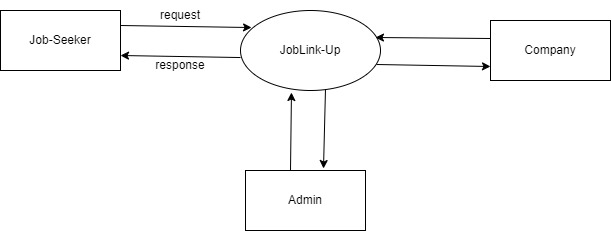 request
Job-Seeker
JobLink-Up
Company
response
Admin